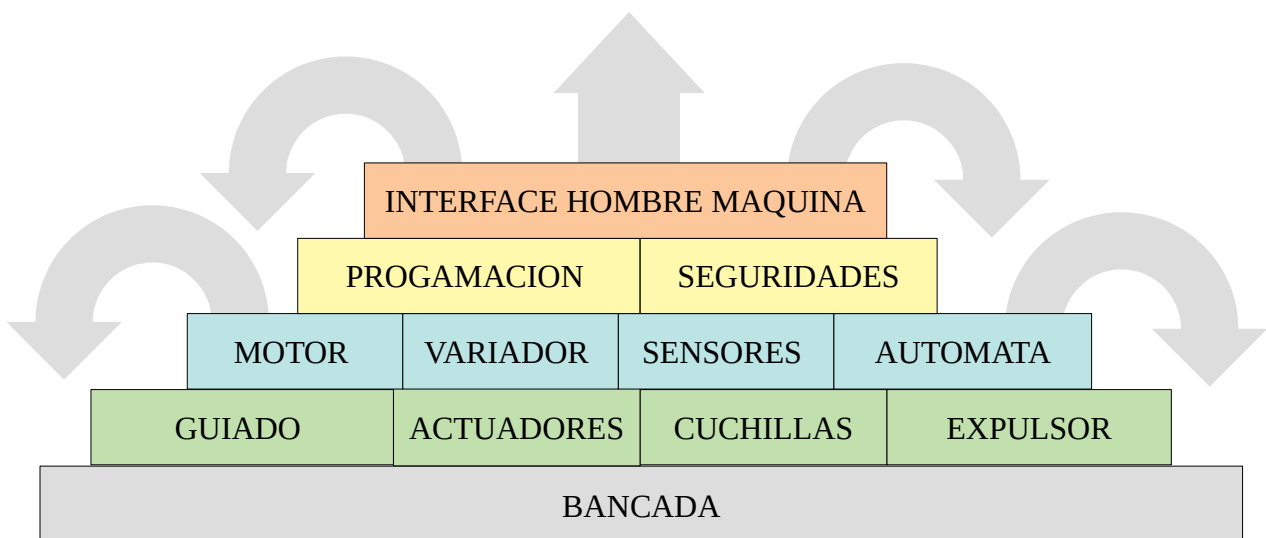 INTERFACE HOMBRE MAQUINA
PROGAMACION SEGURIDADES
MOTOR VARIADOR SENSORES AUTOMATA
GUIADO ACTUADORES CUCHILLAS EXPULSOR
BANCADA